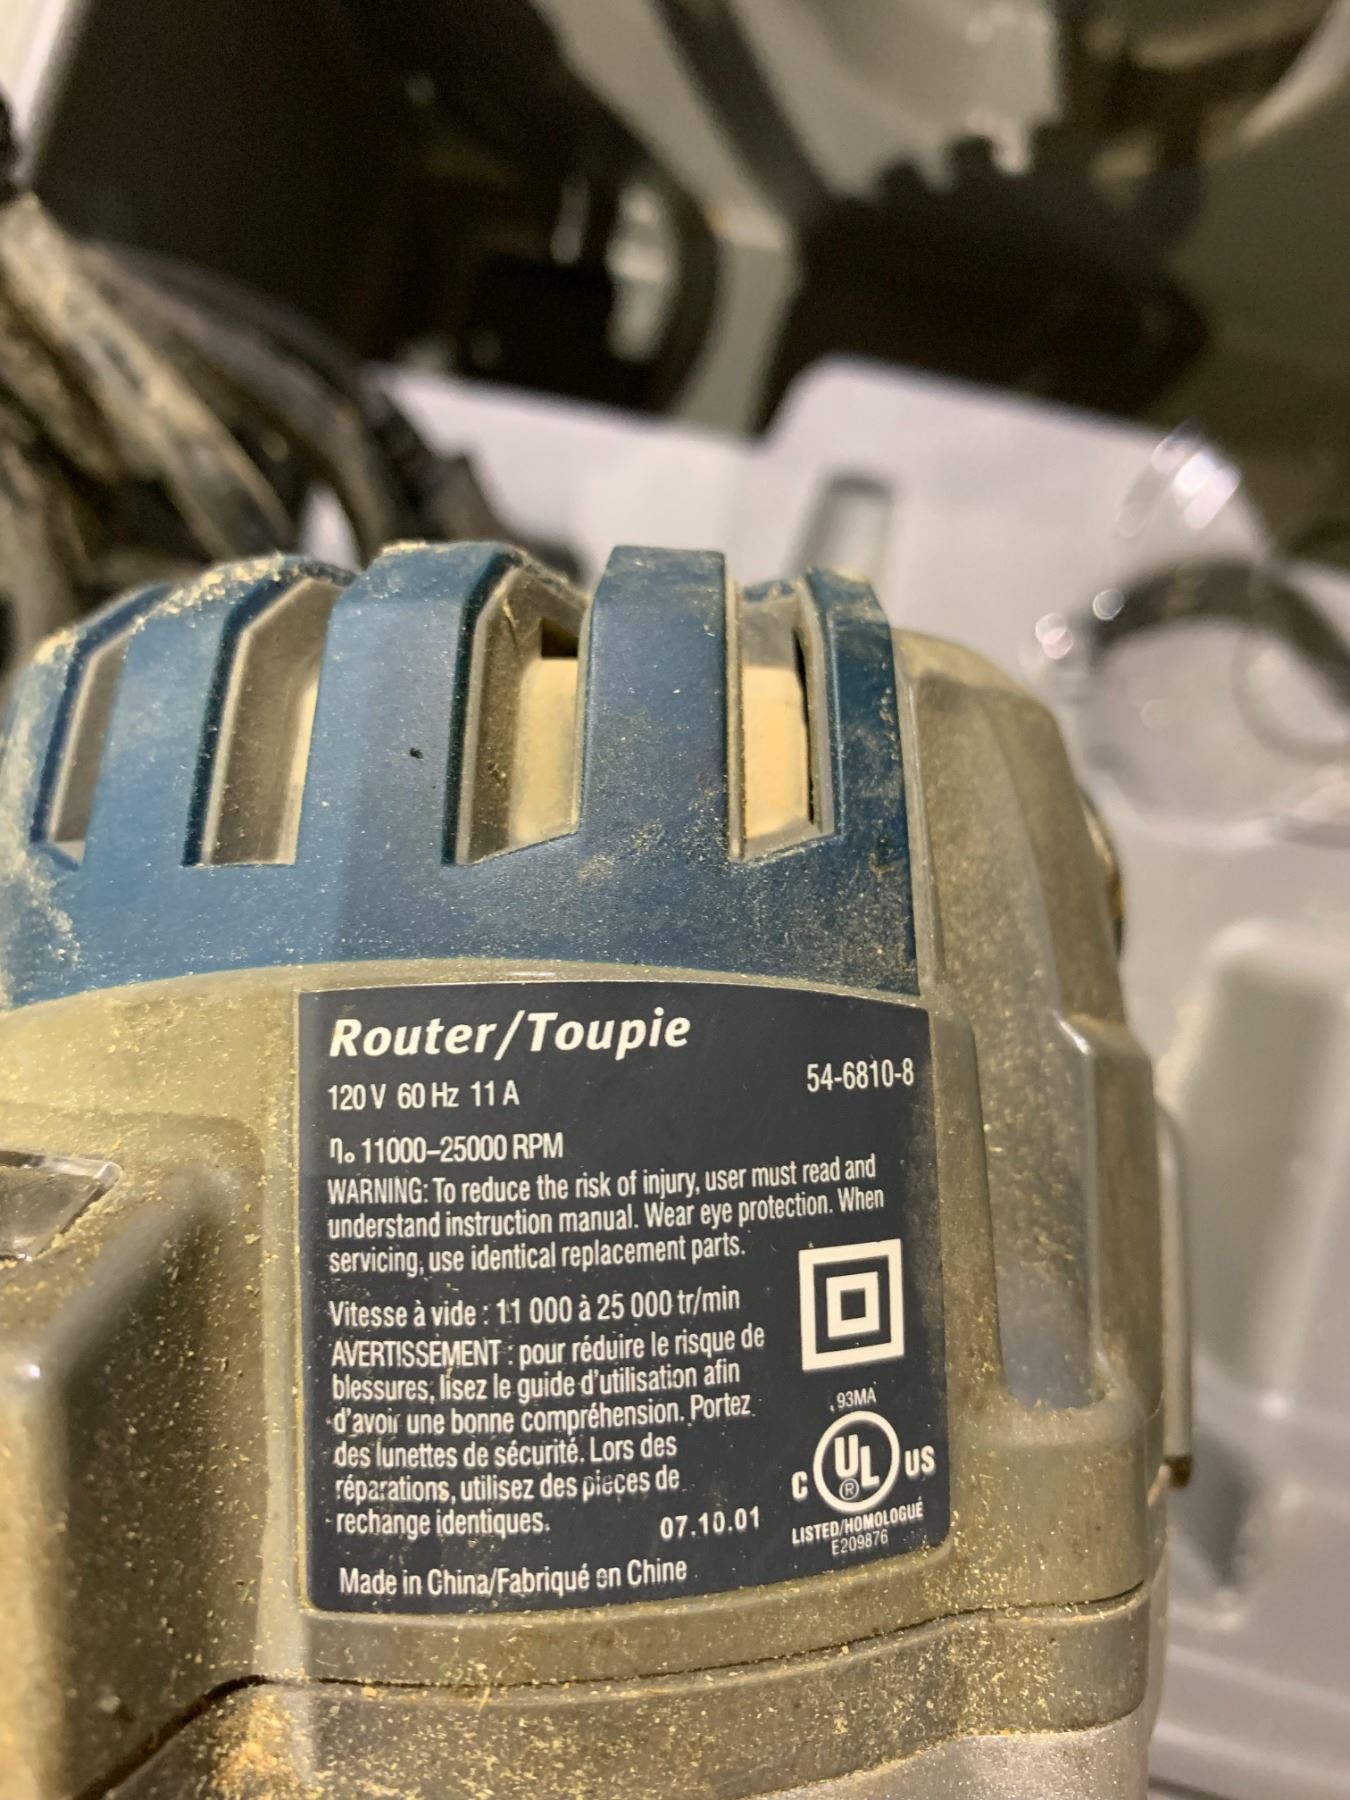 Router/Toupie
120 V 60 Hz 11 A
54-6810-8
η₀ 11000–25000 RPM
WARNING: To reduce the risk of injury, user must read and
understand instruction manual. Wear eye protection. When
servicing, use identical replacement parts.
Vitesse à vide : 11 000 à 25 000 tr/min
AVERTISSEMENT : pour réduire le risque de
blessures, lisez le guide d'utilisation afin
d'avoir une bonne compréhension. Portez
des lunettes de sécurité. Lors des
réparations, utilisez des pièces de
rechange identiques.
07.10.01
Made in China/Fabriqué en Chine
93MA
C UL US
®
LISTED/HOMOLOGUÉ
E209876